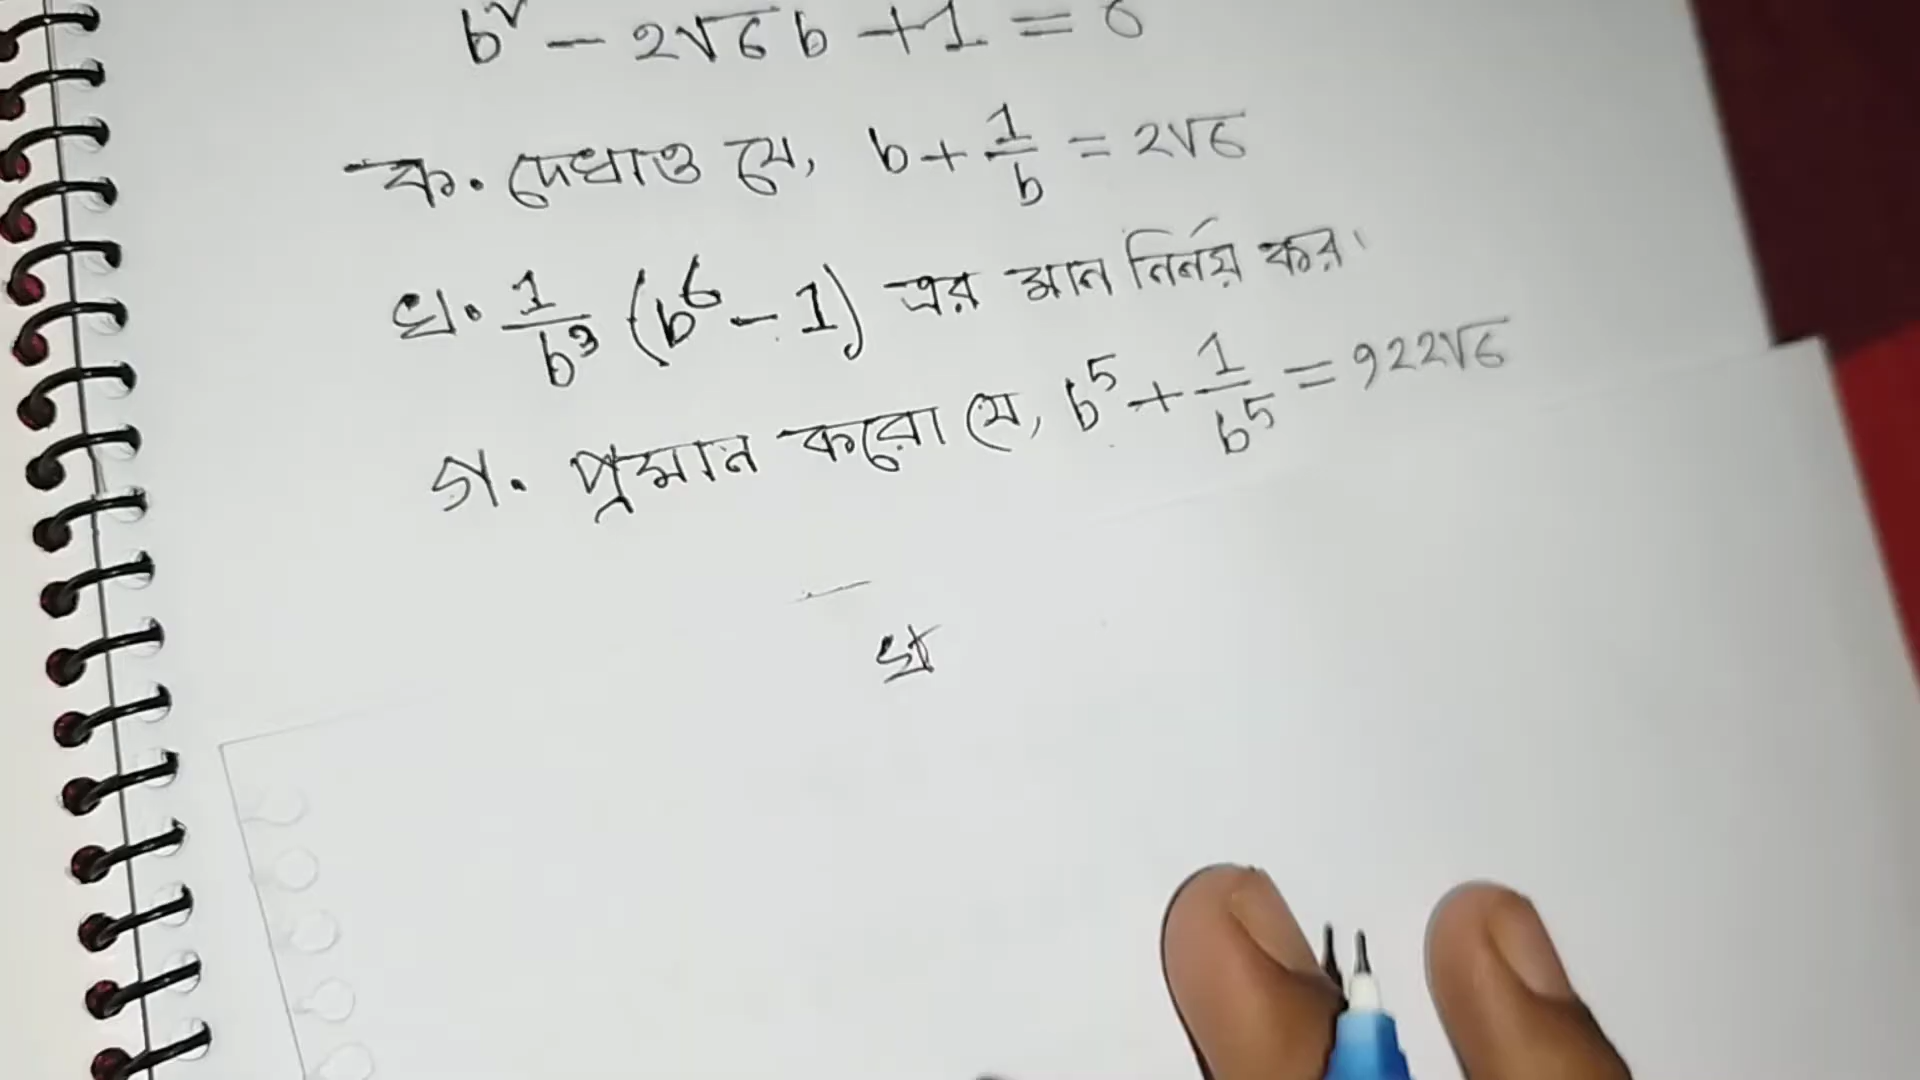 b² - 2√6 b + 1 = 0
ক. দেখাও যে, b + 1/b = 2√6
খ. 1/b³ (b⁶ - 1) এর মান নির্নয় কর।
গ. প্রমান করো যে, b⁵ + 1/b⁵ = 922√6
খ